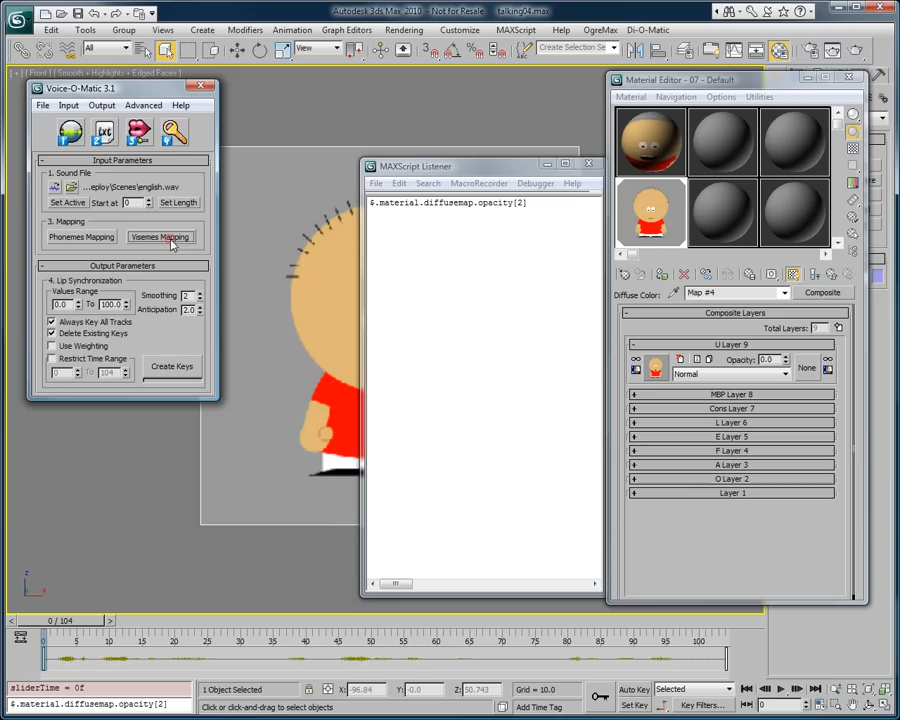 Autodesk 3ds Max 2010 - Not for Resale talking04.max
Edit Tools Group Views Create Modifiers Animation Graph Editors Rendering Customize MAXScript Help OgreMax Di-O-Matic
All
View
Create Selection Se
[ + ] [ Front ] [ Smooth + Highlights + Edged Faces ]
Voice-O-Matic 3.1
File Input Output Advanced Help
1 txt 2 3 4
- Input Parameters
1. Sound File
...eploy\Scenes\english.wav
Set Active Start at 0 Set Length
3. Mapping
Phonemes Mapping Visemes Mapping
- Output Parameters
4. Lip Synchronization
Values Range
0.0 To 100.0
Smoothing 2
Anticipation 2.0
Always Key All Tracks
Delete Existing Keys
Use Weighting
Restrict Time Range
0 To 104
Create Keys
MAXScript Listener
File Edit Search MacroRecorder Debugger Help
$.material.diffusemap.opacity[2]
Material Editor - 07 - Default
Material Navigation Options Utilities
Diffuse Color: Map #4 Composite
- Composite Layers
Total Layers: 9
- U Layer 9
Opacity: 0.0
Normal
None
+ MBP Layer 8
+ Cons Layer 7
+ L Layer 6
+ E Layer 5
+ F Layer 4
+ A Layer 3
+ O Layer 2
+ Layer 1
0 / 104
0 5 10 15 20 25 30 35 40 45 50 55 60 65 70 75 80 85 90 95 100
sliderTime = 0f
$.material.diffusemap.opacity[2]
1 Object Selected X: -96.84 Y: -0.0 Z: 50.743 Grid = 10.0
Click or click-and-drag to select objects Add Time Tag
Auto Key Selected
Set Key Key Filters... 0